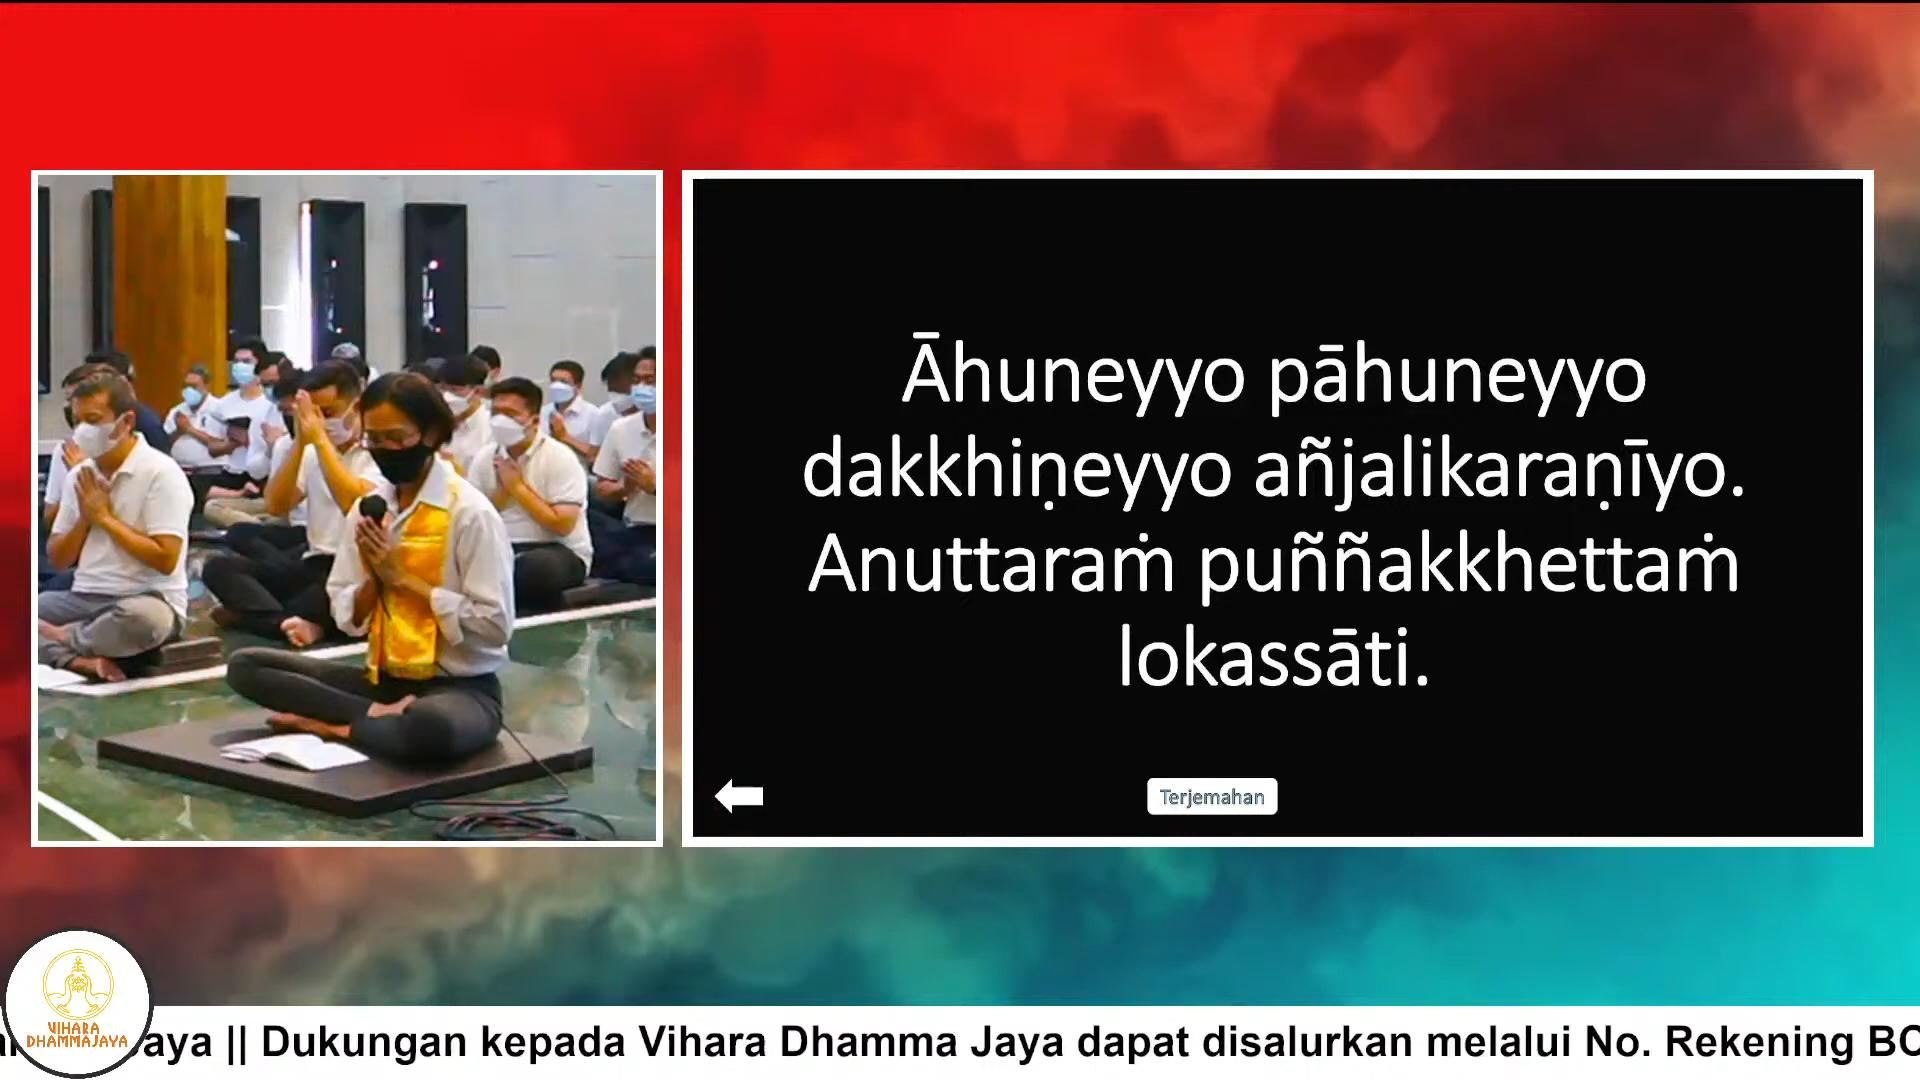 Āhuneyyo pāhuneyyo
dakkhiṇeyyo añjalikaraṇīyo.
Anuttaraṁ puññakkhettaṁ
lokassāti.
Terjemahan
VIHARA
DHAMMAJAYA
aya || Dukungan kepada Vihara Dhamma Jaya dapat disalurkan melalui No. Rekening BC